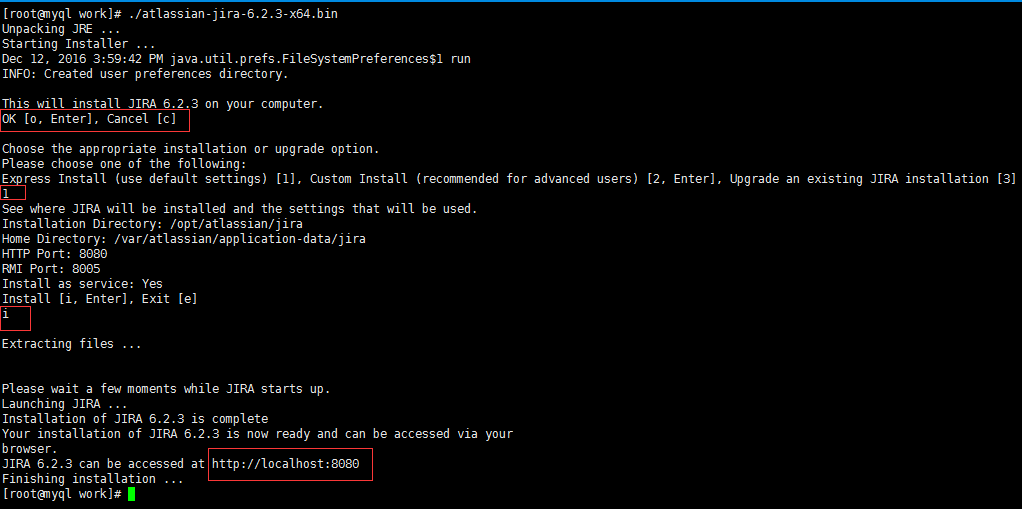 [root@myql work]# ./atlassian-jira-6.2.3-x64.bin
Unpacking JRE ...
Starting Installer ...
Dec 12, 2016 3:59:42 PM java.util.prefs.FileSystemPreferences$1 run
INFO: Created user preferences directory.
This will install JIRA 6.2.3 on your computer.
OK [o, Enter], Cancel [c]
Choose the appropriate installation or upgrade option.
Please choose one of the following:
Express Install (use default settings) [1], Custom Install (recommended for advanced users) [2, Enter], Upgrade an existing JIRA installation [3]
1
See where JIRA will be installed and the settings that will be used.
Installation Directory: /opt/atlassian/jira
Home Directory: /var/atlassian/application-data/jira
HTTP Port: 8080
RMI Port: 8005
Install as service: Yes
Install [i, Enter], Exit [e]
i
Extracting files ...
Please wait a few moments while JIRA starts up.
Launching JIRA ...
Installation of JIRA 6.2.3 is complete
Your installation of JIRA 6.2.3 is now ready and can be accessed via your
browser.
JIRA 6.2.3 can be accessed at http://localhost:8080
Finishing installation ...
[root@myql work]#